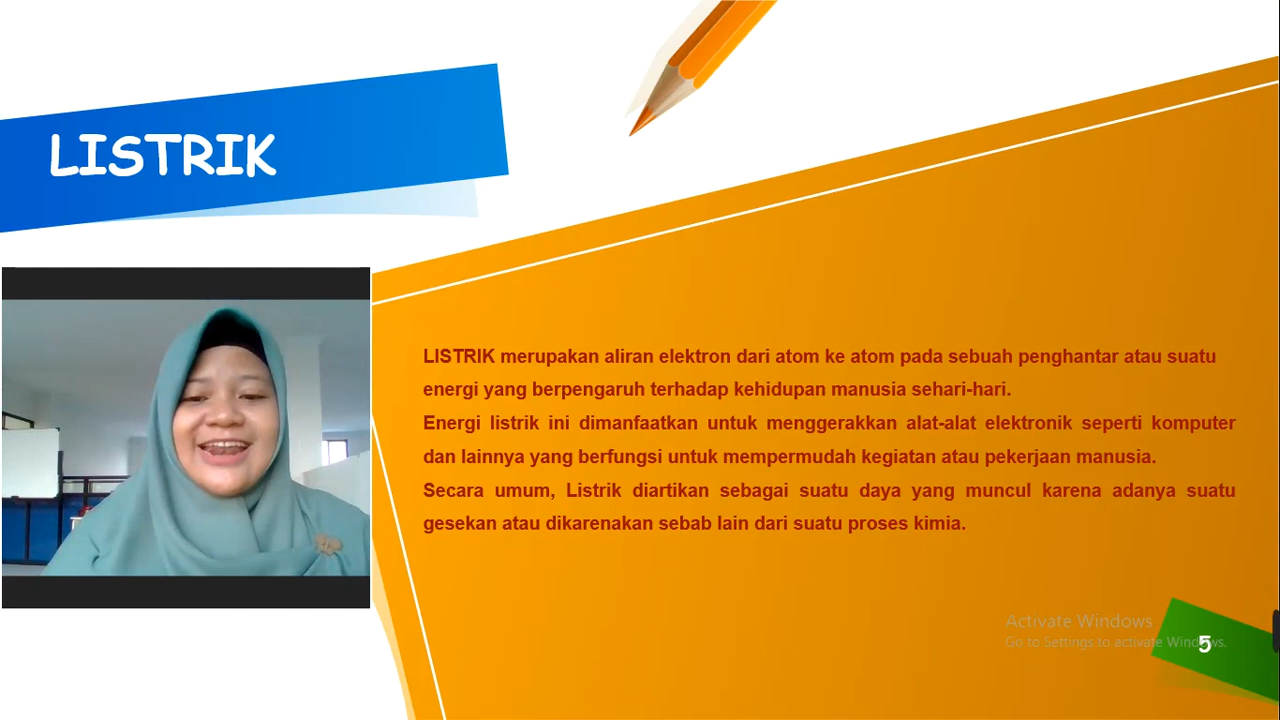 LISTRIK
LISTRIK merupakan aliran elektron dari atom ke atom pada sebuah penghantar atau suatu
energi yang berpengaruh terhadap kehidupan manusia sehari-hari.
Energi listrik ini dimanfaatkan untuk menggerakkan alat-alat elektronik seperti komputer
dan lainnya yang berfungsi untuk mempermudah kegiatan atau pekerjaan manusia.
Secara umum, Listrik diartikan sebagai suatu daya yang muncul karena adanya suatu
gesekan atau dikarenakan sebab lain dari suatu proses kimia.
Activate Windows
Go to Settings to activate Windows.
5